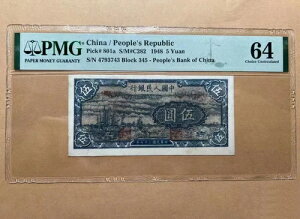 PMG
PAPER MONEY GUARANTY
China / People's Republic
Pick# 801a S/M#C282 1948 5 Yuan
S/N 4793743 Block 345 - People's Bank of China
64
Choice Uncirculated
行銀民人國中
伍 伍
伍圓